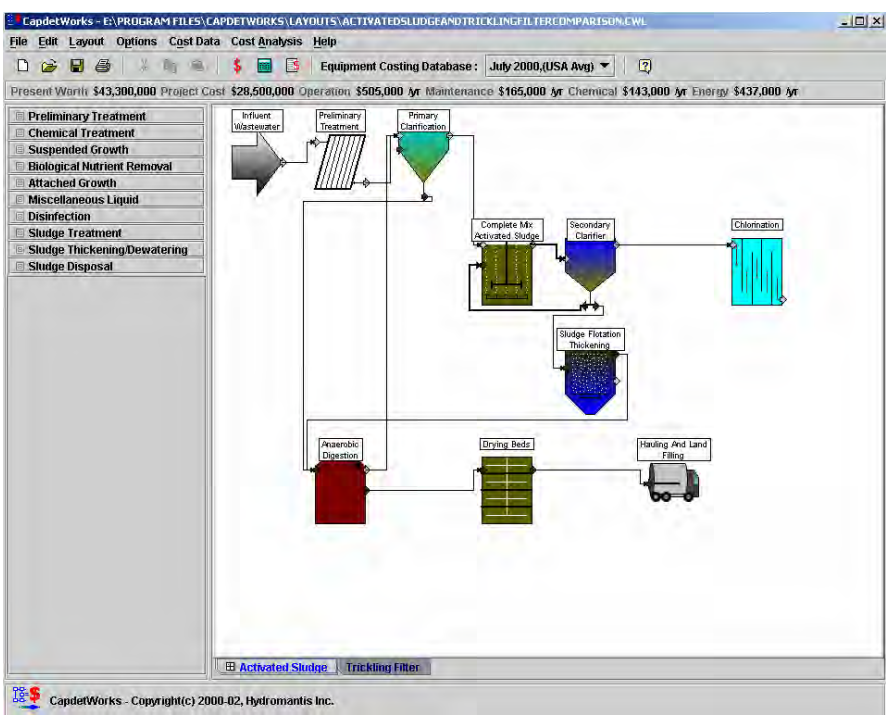 CapdetWorks - E:\PROGRAM FILES\CAPDETWORKS\LAYOUTS\ACTIVATEDSLUDGEANDTRICKLINGFILTERCOMPARISON.CWL
File Edit Layout Options Cost Data Cost Analysis Help
Equipment Costing Database : July 2000,(USA Avg)
Present Worth $43,300,000 Project Cost $28,500,000 Operation $505,000 /yr Maintenance $165,000 /yr Chemical $143,000 /yr Energy $437,000 /yr
Preliminary Treatment
Chemical Treatment
Suspended Growth
Biological Nutrient Removal
Attached Growth
Miscellaneous Liquid
Disinfection
Sludge Treatment
Sludge Thickening/Dewatering
Sludge Disposal
Influent
Wastewater
Preliminary
Treatment
Primary
Clarification
Complete Mix
Activated Sludge
Secondary
Clarifier
Chlorination
Sludge Flotation
Thickening
Anaerobic
Digestion
Drying Beds
Hauling And Land
Filling
Activated Sludge Trickling Filter
CapdetWorks - Copyright(c) 2000-02, Hydromantis Inc.